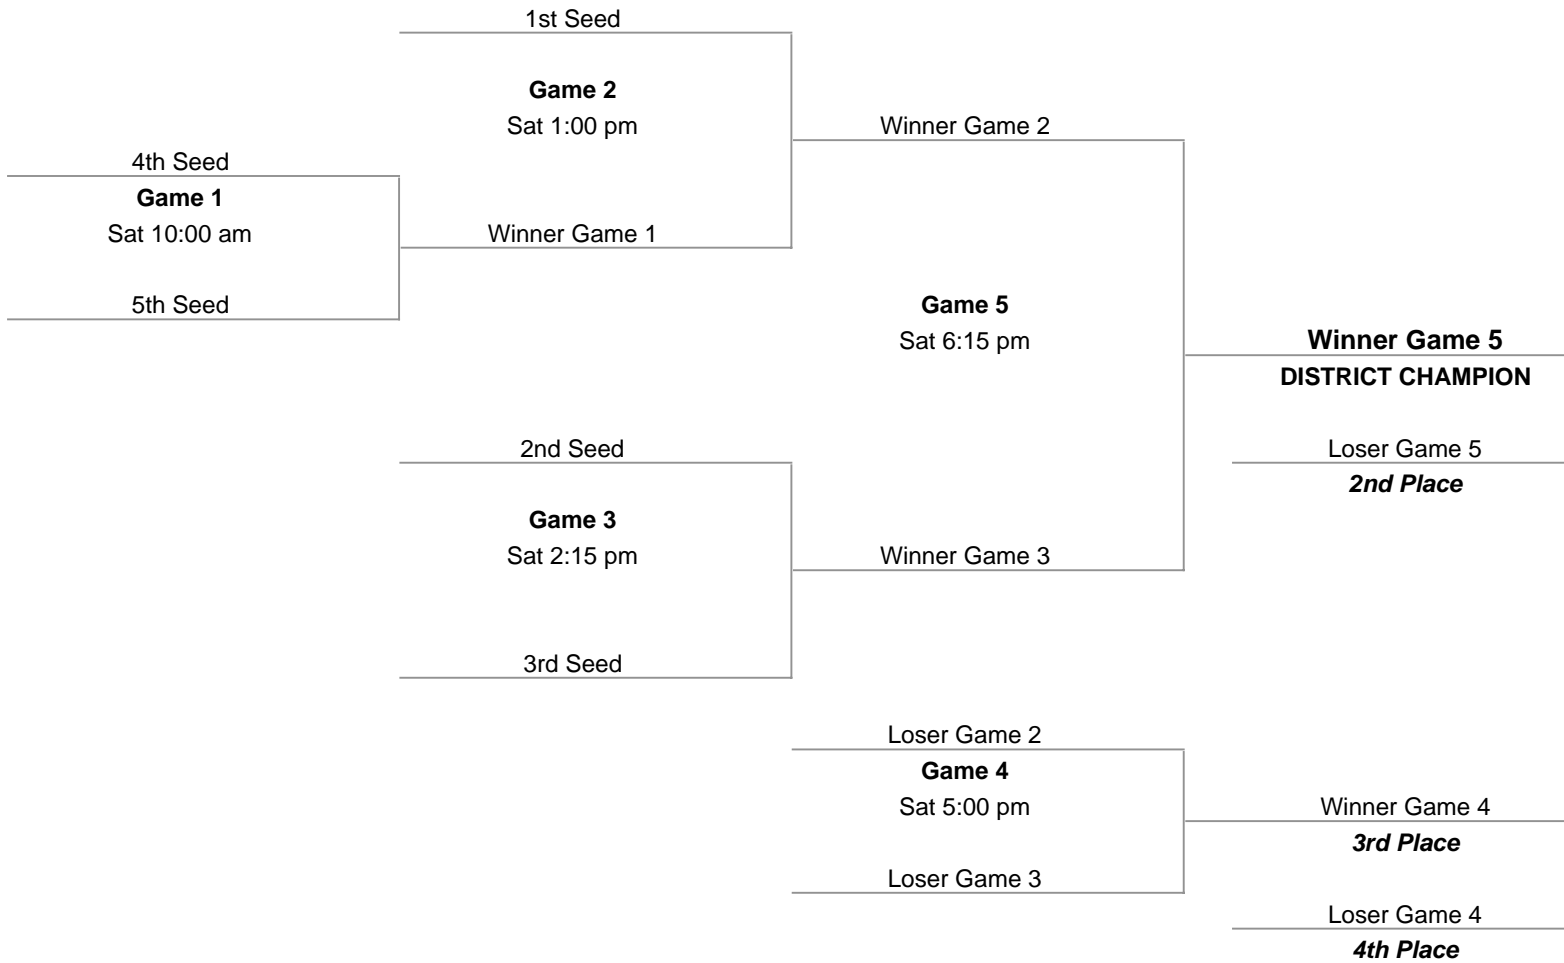 1st Seed
Game 2
Sat 1:00 pm
Winner Game 2
4th Seed
Game 1
Sat 10:00 am
Winner Game 1
5th Seed
Game 5
Sat 6:15 pm
Winner Game 5
DISTRICT CHAMPION
2nd Seed
Loser Game 5
2nd Place
Game 3
Sat 2:15 pm
Winner Game 3
3rd Seed
Loser Game 2
Game 4
Sat 5:00 pm
Winner Game 4
3rd Place
Loser Game 3
Loser Game 4
4th Place